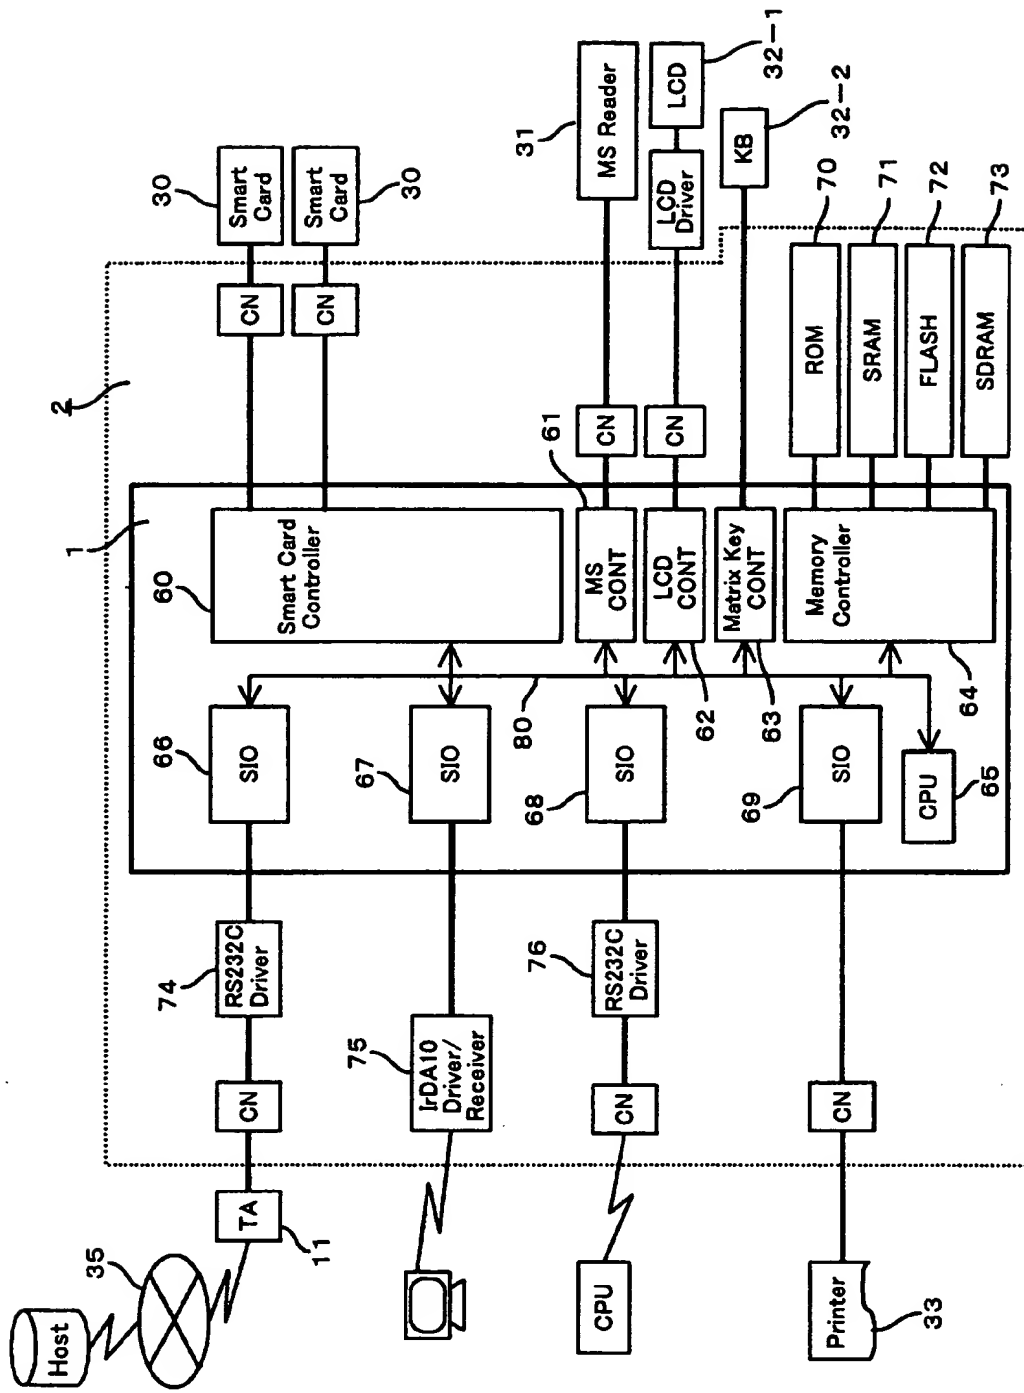 Host
35
TA
11
CN
RS232C
Driver
74
SIO
66
Smart Card
Controller
60
1
2
CN
CN
Smart
Card
30
Smart
Card
30
IrDA10
Driver/
Receiver
75
SIO
67
80
MS
CONT
61
CN
MS Reader
31
LCD
CONT
62
CN
LCD
Driver
LCD
32-1
CPU
CN
RS232C
Driver
76
SIO
68
Matrix Key
CONT
63
KB
32-2
Printer
33
CN
SIO
69
CPU
65
Memory
Controller
64
ROM
70
SRAM
71
FLASH
72
SDRAM
73